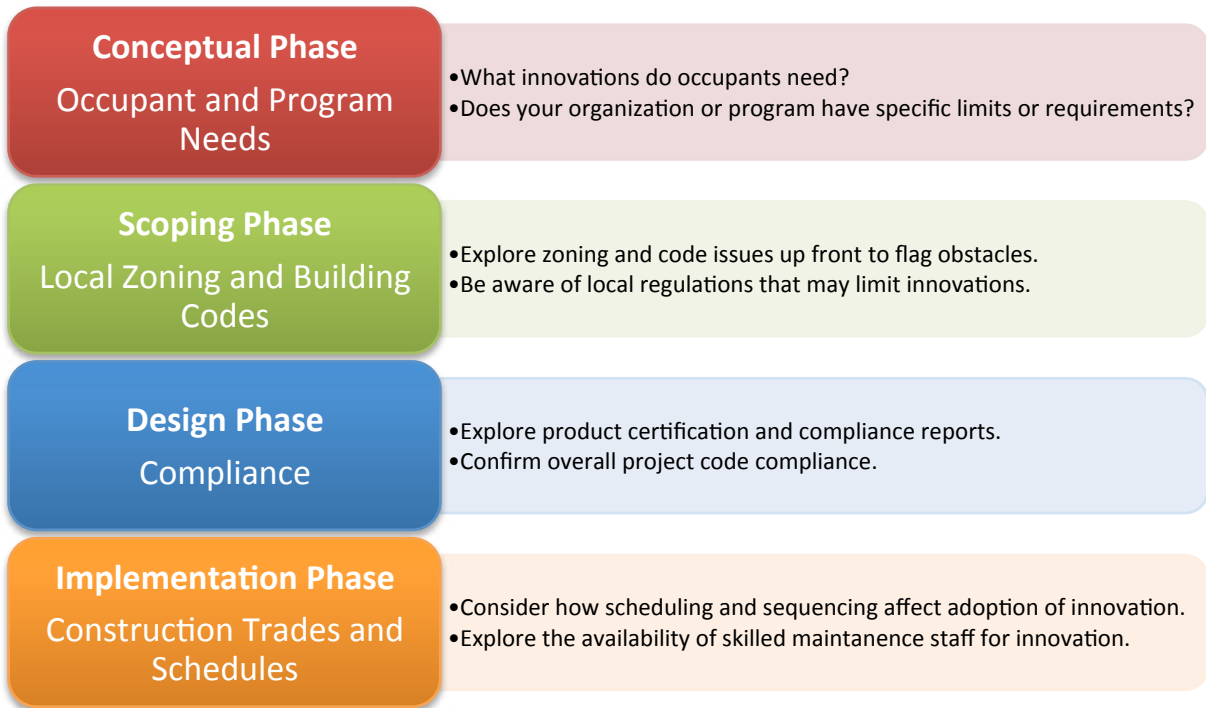 Conceptual Phase
Occupant and Program
Needs
•What innovations do occupants need?
•Does your organization or program have specific limits or requirements?
Scoping Phase
Local Zoning and Building
Codes
•Explore zoning and code issues up front to flag obstacles.
•Be aware of local regulations that may limit innovations.
Design Phase
Compliance
•Explore product certification and compliance reports.
•Confirm overall project code compliance.
Implementation Phase
Construction Trades and
Schedules
•Consider how scheduling and sequencing affect adoption of innovation.
•Explore the availability of skilled maintanence staff for innovation.